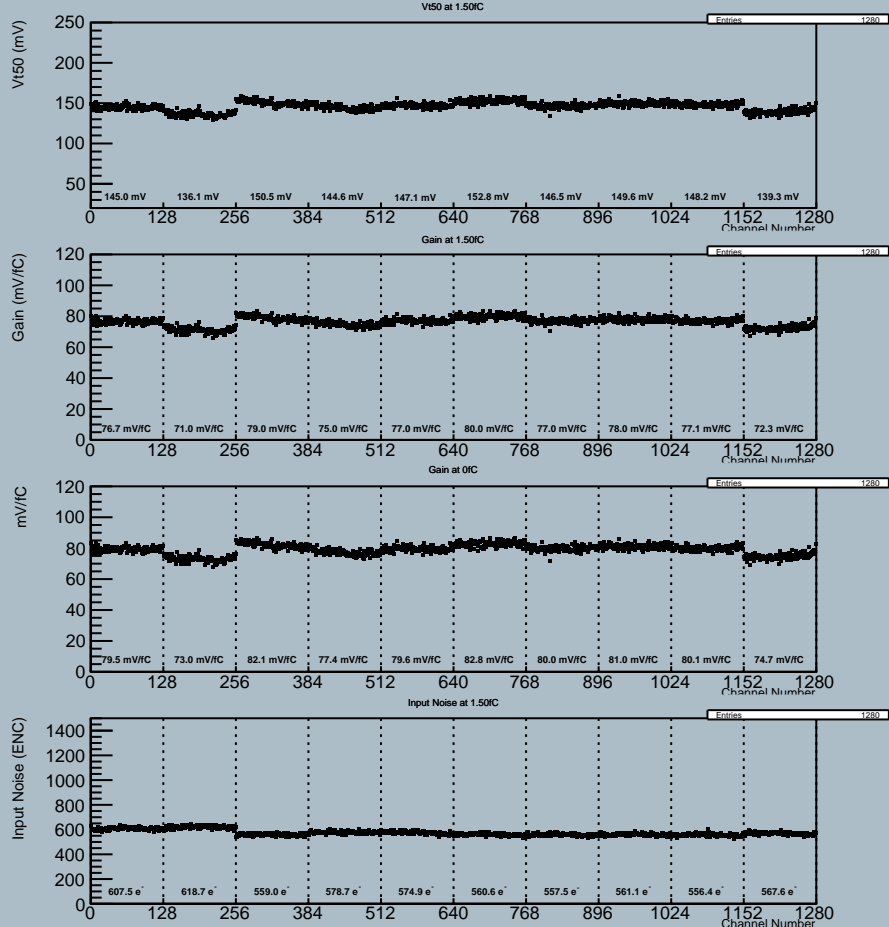 Vt50 at 1.50fC
Entries 1280
Vt50 (mV)
250
200
150
100
50
145.0 mV 136.1 mV 150.5 mV 144.6 mV 147.1 mV 152.8 mV 146.5 mV 149.6 mV 148.2 mV 139.3 mV
0 128 256 384 512 640 768 896 1024 1152 1280
Channel Number
Gain at 1.50fC
Entries 1280
Gain (mV/fC)
120
100
80
60
40
20
0
76.7 mV/fC 71.0 mV/fC 79.0 mV/fC 75.0 mV/fC 77.0 mV/fC 80.0 mV/fC 77.0 mV/fC 78.0 mV/fC 77.1 mV/fC 72.3 mV/fC
0 128 256 384 512 640 768 896 1024 1152 1280
Channel Number
Gain at 0fC
Entries 1280
mV/fC
120
100
80
60
40
20
0
79.5 mV/fC 73.0 mV/fC 82.1 mV/fC 77.4 mV/fC 79.6 mV/fC 82.8 mV/fC 80.0 mV/fC 81.0 mV/fC 80.1 mV/fC 74.7 mV/fC
0 128 256 384 512 640 768 896 1024 1152 1280
Channel Number
Input Noise at 1.50fC
Entries 1280
Input Noise (ENC)
1400
1200
1000
800
600
400
200
0
607.5 e⁻ 618.7 e⁻ 559.0 e⁻ 578.7 e⁻ 574.9 e⁻ 560.6 e⁻ 557.5 e⁻ 561.1 e⁻ 556.4 e⁻ 567.6 e⁻
0 128 256 384 512 640 768 896 1024 1152 1280
Channel Number